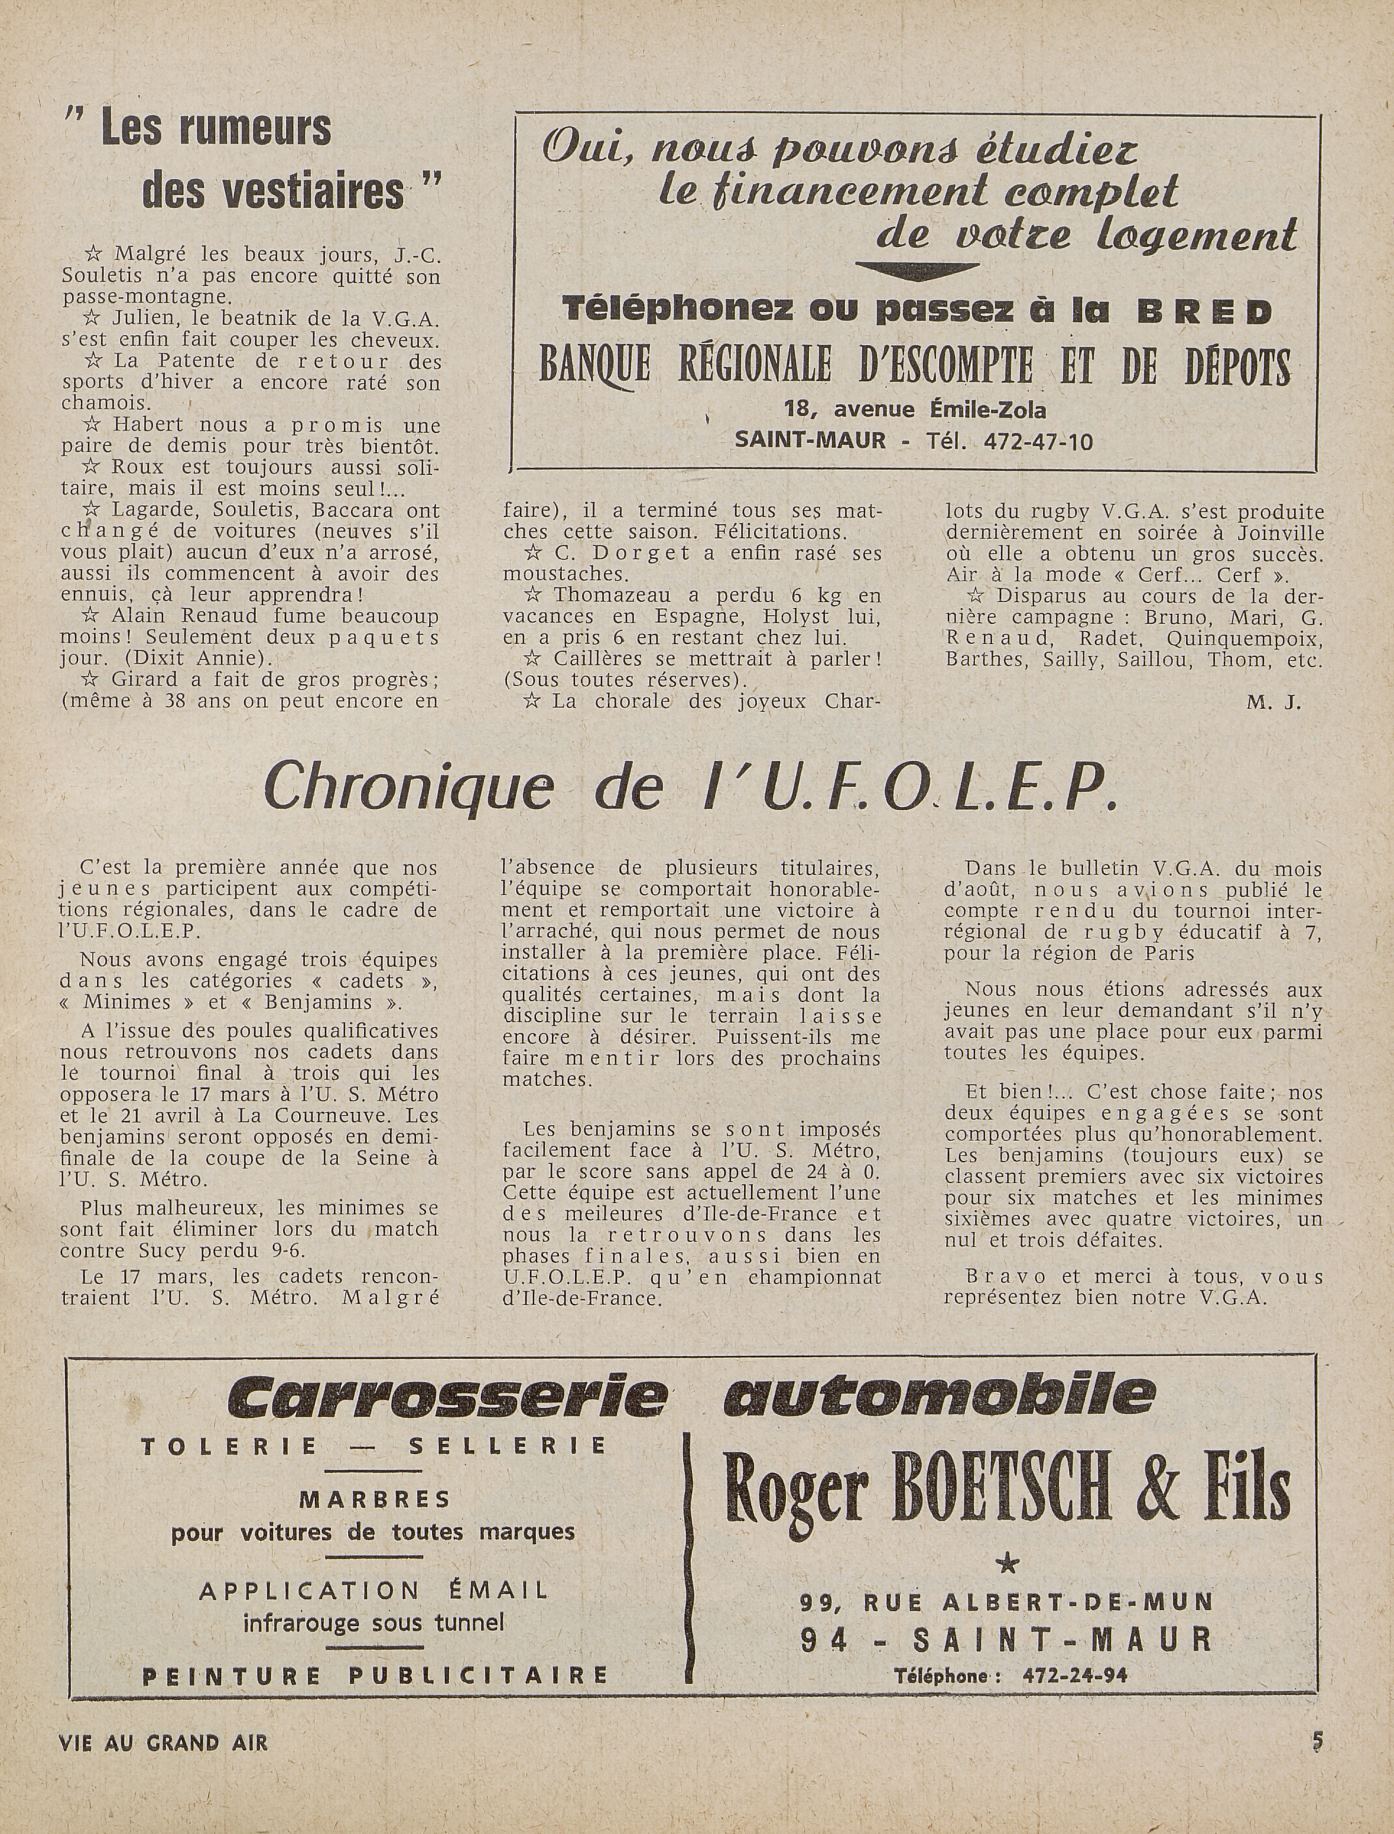 " Les rumeurs
des vestiaires "
☆ Malgré les beaux jours, J.-C.
Souletis n'a pas encore quitté son
passe-montagne.
☆ Julien, le beatnik de la V.G.A.
s'est enfin fait couper les cheveux.
☆ La Patente de retour des
sports d'hiver a encore raté son
chamois.
☆ Habert nous a promis une
paire de demis pour très bientôt.
☆ Roux est toujours aussi soli-
taire, mais il est moins seul !...
☆ Lagarde, Souletis, Baccara ont
changé de voitures (neuves s'il
vous plait) aucun d'eux n'a arrosé,
aussi ils commencent à avoir des
ennuis, çà leur apprendra !
☆ Alain Renaud fume beaucoup
moins ! Seulement deux paquets
jour. (Dixit Annie).
☆ Girard a fait de gros progrès ;
(même à 38 ans on peut encore en
Oui, nous pouvons étudier
le financement complet
de votre logement
Téléphonez ou passez à la BRED
BANQUE RÉGIONALE D'ESCOMPTE ET DE DÉPOTS
18, avenue Émile-Zola
SAINT-MAUR - Tél. 472-47-10
faire), il a terminé tous ses mat-
ches cette saison. Félicitations.
☆ C. Dorget a enfin rasé ses
moustaches.
☆ Thomazeau a perdu 6 kg en
vacances en Espagne, Holyst lui,
en a pris 6 en restant chez lui.
☆ Caillères se mettrait à parler !
(Sous toutes réserves).
☆ La chorale des joyeux Char-
lots du rugby V.G.A. s'est produite
dernièrement en soirée à Joinville
où elle a obtenu un gros succès.
Air à la mode « Cerf... Cerf ».
☆ Disparus au cours de la der-
nière campagne : Bruno, Mari, G.
Renaud, Radet, Quinquempoix,
Barthes, Sailly, Saillou, Thom, etc.
M. J.
Chronique de l'U.F.O.L.E.P.
C'est la première année que nos
jeunes participent aux compéti-
tions régionales, dans le cadre de
l'U.F.O.L.E.P.
Nous avons engagé trois équipes
dans les catégories « cadets »,
« Minimes » et « Benjamins ».
A l'issue des poules qualificatives
nous retrouvons nos cadets dans
le tournoi final à trois qui les
opposera le 17 mars à l'U. S. Métro
et le 21 avril à La Courneuve. Les
benjamins seront opposés en demi-
finale de la coupe de la Seine à
l'U. S. Métro.
Plus malheureux, les minimes se
sont fait éliminer lors du match
contre Sucy perdu 9-6.
Le 17 mars, les cadets rencon-
traient l'U. S. Métro. Malgré
l'absence de plusieurs titulaires,
l'équipe se comportait honorable-
ment et remportait une victoire à
l'arraché, qui nous permet de nous
installer à la première place. Féli-
citations à ces jeunes, qui ont des
qualités certaines, mais dont la
discipline sur le terrain laisse
encore à désirer. Puissent-ils me
faire mentir lors des prochains
matches.
Les benjamins se sont imposés
facilement face à l'U. S. Métro,
par le score sans appel de 24 à 0.
Cette équipe est actuellement l'une
des meileures d'Ile-de-France et
nous la retrouvons dans les
phases finales, aussi bien en
U.F.O.L.E.P. qu'en championnat
d'Ile-de-France.
Dans le bulletin V.G.A. du mois
d'août, nous avions publié le
compte rendu du tournoi inter-
régional de rugby éducatif à 7,
pour la région de Paris
Nous nous étions adressés aux
jeunes en leur demandant s'il n'y
avait pas une place pour eux parmi
toutes les équipes.
Et bien !... C'est chose faite ; nos
deux équipes engagées se sont
comportées plus qu'honorablement.
Les benjamins (toujours eux) se
classent premiers avec six victoires
pour six matches et les minimes
sixièmes avec quatre victoires, un
nul et trois défaites.
Bravo et merci à tous, vous
représentez bien notre V.G.A.
Carrosserie automobile
TOLERIE — SELLERIE
MARBRES
pour voitures de toutes marques
APPLICATION ÉMAIL
infrarouge sous tunnel
PEINTURE PUBLICITAIRE
Roger BOETSCH & Fils
★
99, RUE ALBERT-DE-MUN
94 - SAINT-MAUR
Téléphone : 472-24-94
VIE AU GRAND AIR
5